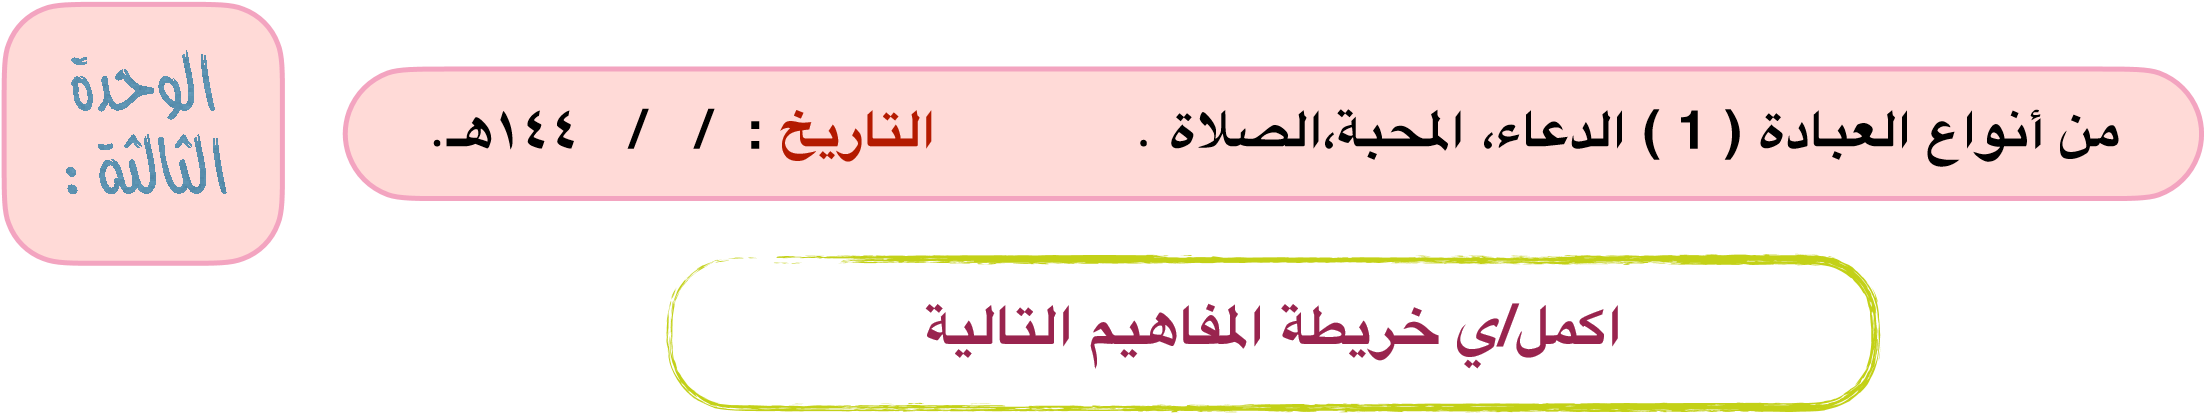 الوحدة
الثالثة :
من أنواع العبادة ( 1 ) الدعاء، المحبة،الصلاة . التاريخ : / / ١٤٤هـ.
اكمل/ي خريطة المفاهيم التالية